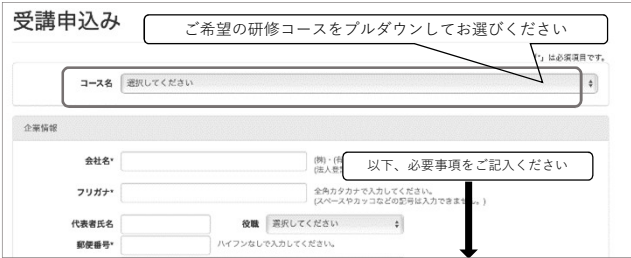 受講申込み
ご希望の研修コースをプルダウンしてお選びください
「*」は必須項目です。
コース名 選択してください
企業情報
会社名*
以下、必要事項をご記入ください
フリガナ* 全角カタカナで入力してください。
(スペースやカッコなどの記号は入力できません。)
代表者氏名 役職 選択してください
郵便番号* ハイフンなしで入力してください。